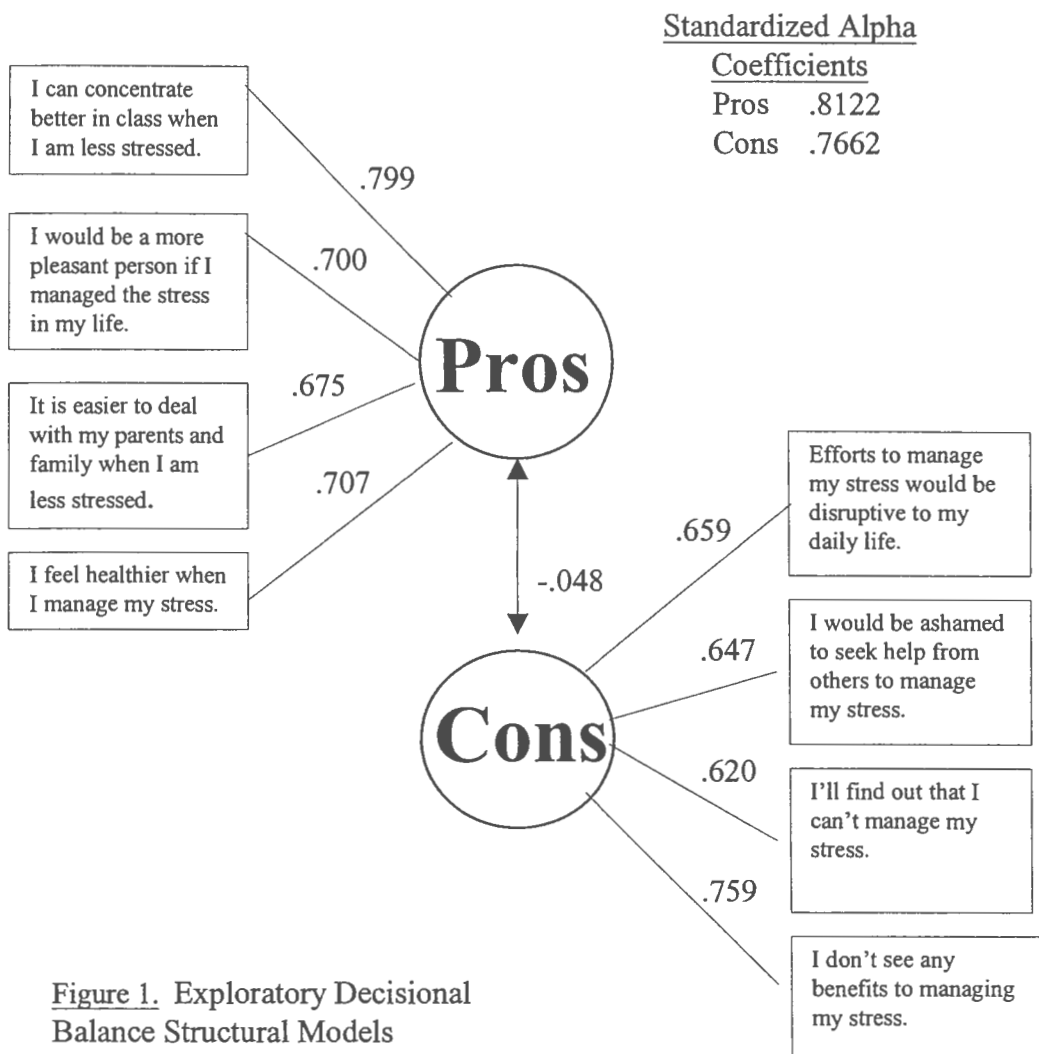 Standardized Alpha
Coefficients
Pros .8122
Cons .7662
I can concentrate
better in class when
I am less stressed.
.799
I would be a more
pleasant person if I
managed the stress
in my life.
.700
It is easier to deal
with my parents and
family when I am
less stressed.
.675
I feel healthier when
I manage my stress.
.707
Pros
-.048
Cons
Efforts to manage
my stress would be
disruptive to my
daily life.
.659
I would be ashamed
to seek help from
others to manage
my stress.
.647
I'll find out that I
can't manage my
stress.
.620
I don't see any
benefits to managing
my stress.
.759
Figure 1. Exploratory Decisional
Balance Structural Models